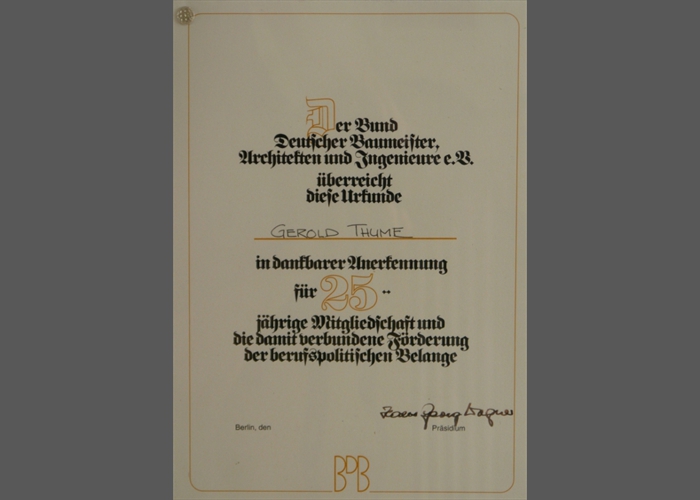 Der Bund
Deutscher Baumeister,
Architekten und Ingenieure e.V.
überreicht
diese Urkunde
GEROLD THUME
in dankbarer Anerkennung
für 25 --
jährige Mitgliedschaft und
die damit verbundene Förderung
der berufspolitischen Belange
Berlin, den
Präsidium
BDB